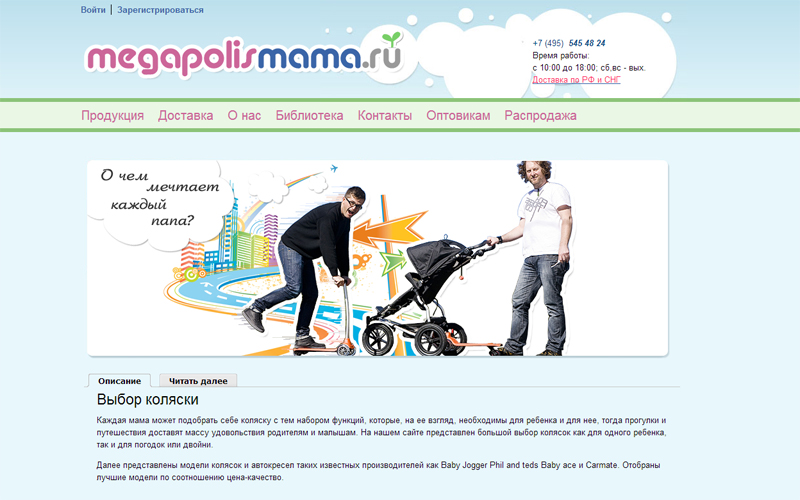 Войти | Зарегистрироваться
megapolismama.ru
+7 (495) 545 48 24
Время работы:
с 10:00 до 18:00; сб,вс - вых.
Доставка по РФ и СНГ
Продукция Доставка О нас Библиотека Контакты Оптовикам Распродажа
О чем
мечтает
каждый
папа?
Описание Читать далее
Выбор коляски
Каждая мама может подобрать себе коляску с тем набором функций, которые, на ее взгляд, необходимы для ребенка и для нее, тогда прогулки и
путешествия доставят массу удовольствия родителям и малышам. На нашем сайте представлен большой выбор колясок как для одного ребенка,
так и для погодок или двойни.
Далее представлены модели колясок и автокресел таких известных производителей как Baby Jogger Phil and teds Baby ace и Carmate. Отобраны
лучшие модели по соотношению цена-качество.